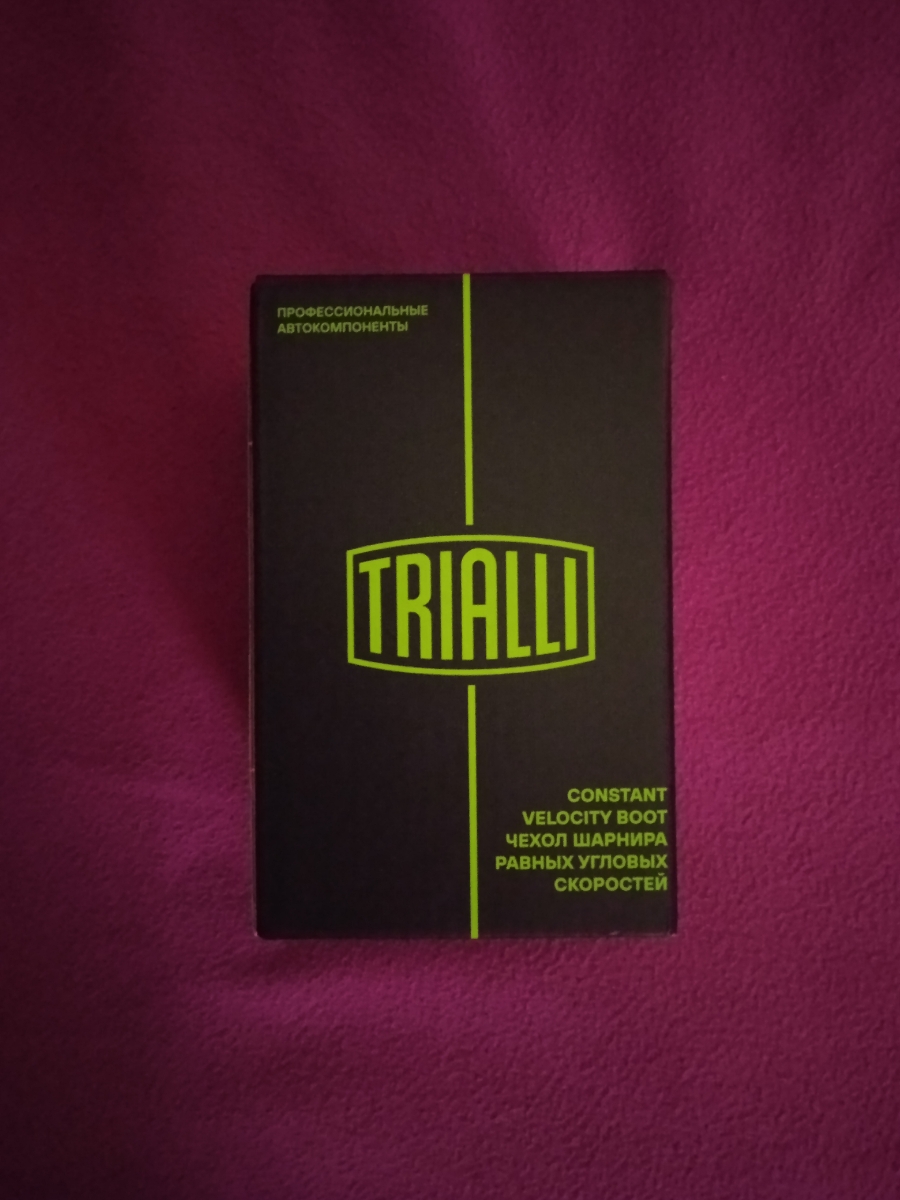 ПРОФЕССИОНАЛЬНЫЕ
АВТОКОМПОНЕНТЫ
TRIALLI
CONSTANT
VELOCITY BOOT
ЧЕХОЛ ШАРНИРА
РАВНЫХ УГЛОВЫХ
СКОРОСТЕЙ